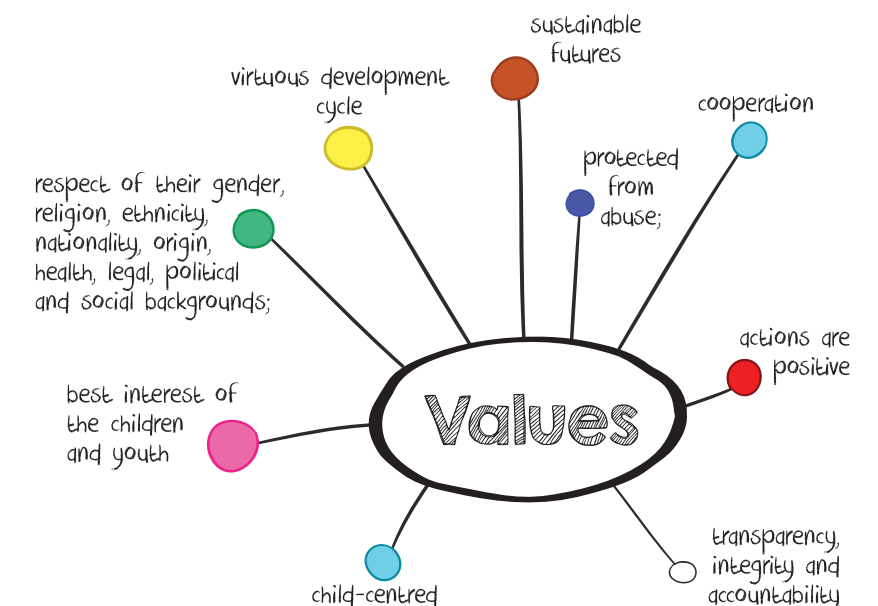 sustainable
futures
virtuous development
cycle
cooperation
protected
from
abuse;
respect of their gender,
religion, ethnicity,
nationality, origin,
health, legal, political
and social backgrounds;
actions are
positive
best interest of
the children
and youth
Values
transparency,
integrity and
accountability
child-centred